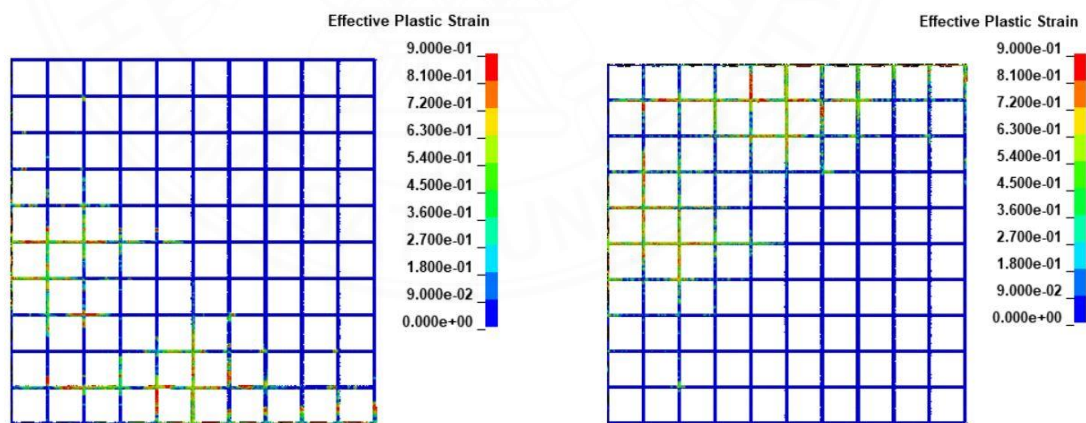 Effective Plastic Strain
9.000e-01
8.100e-01
7.200e-01
6.300e-01
5.400e-01
4.500e-01
3.600e-01
2.700e-01
1.800e-01
9.000e-02
0.000e+00
Effective Plastic Strain
9.000e-01
8.100e-01
7.200e-01
6.300e-01
5.400e-01
4.500e-01
3.600e-01
2.700e-01
1.800e-01
9.000e-02
0.000e+00